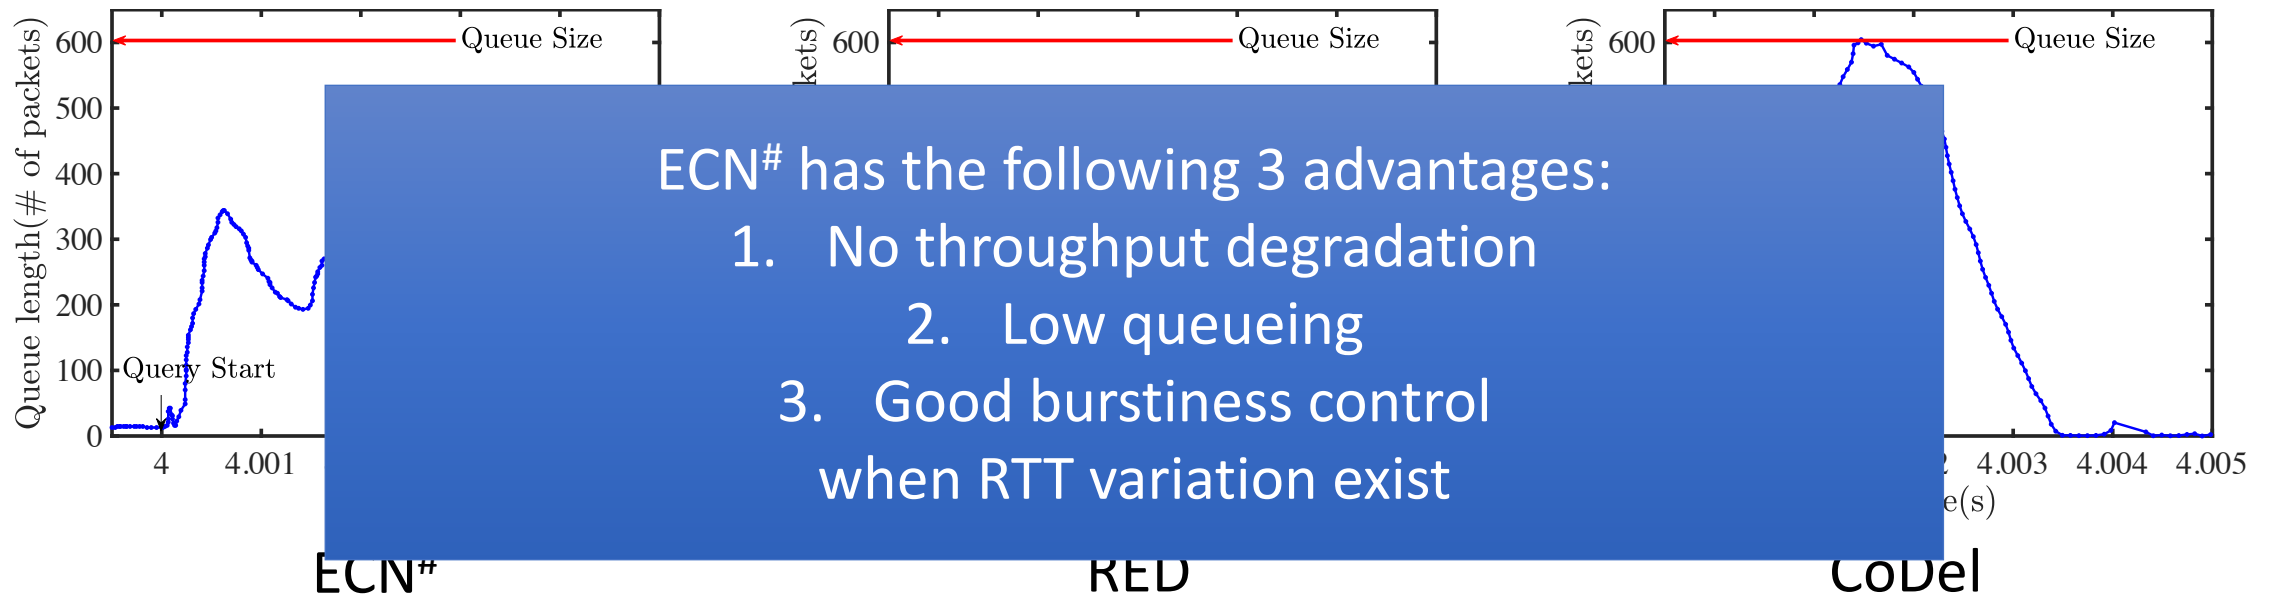 Queue length(# of packets)
600
500
400
300
200
100
0
Queue Size
Query Start
4 4.001
kets)
600
Queue Size
kets)
600
Queue Size
4.003 4.004 4.005
e(s)
ECN# has the following 3 advantages:
1. No throughput degradation
2. Low queueing
3. Good burstiness control
when RTT variation exist
ECN#
RED
CoDel